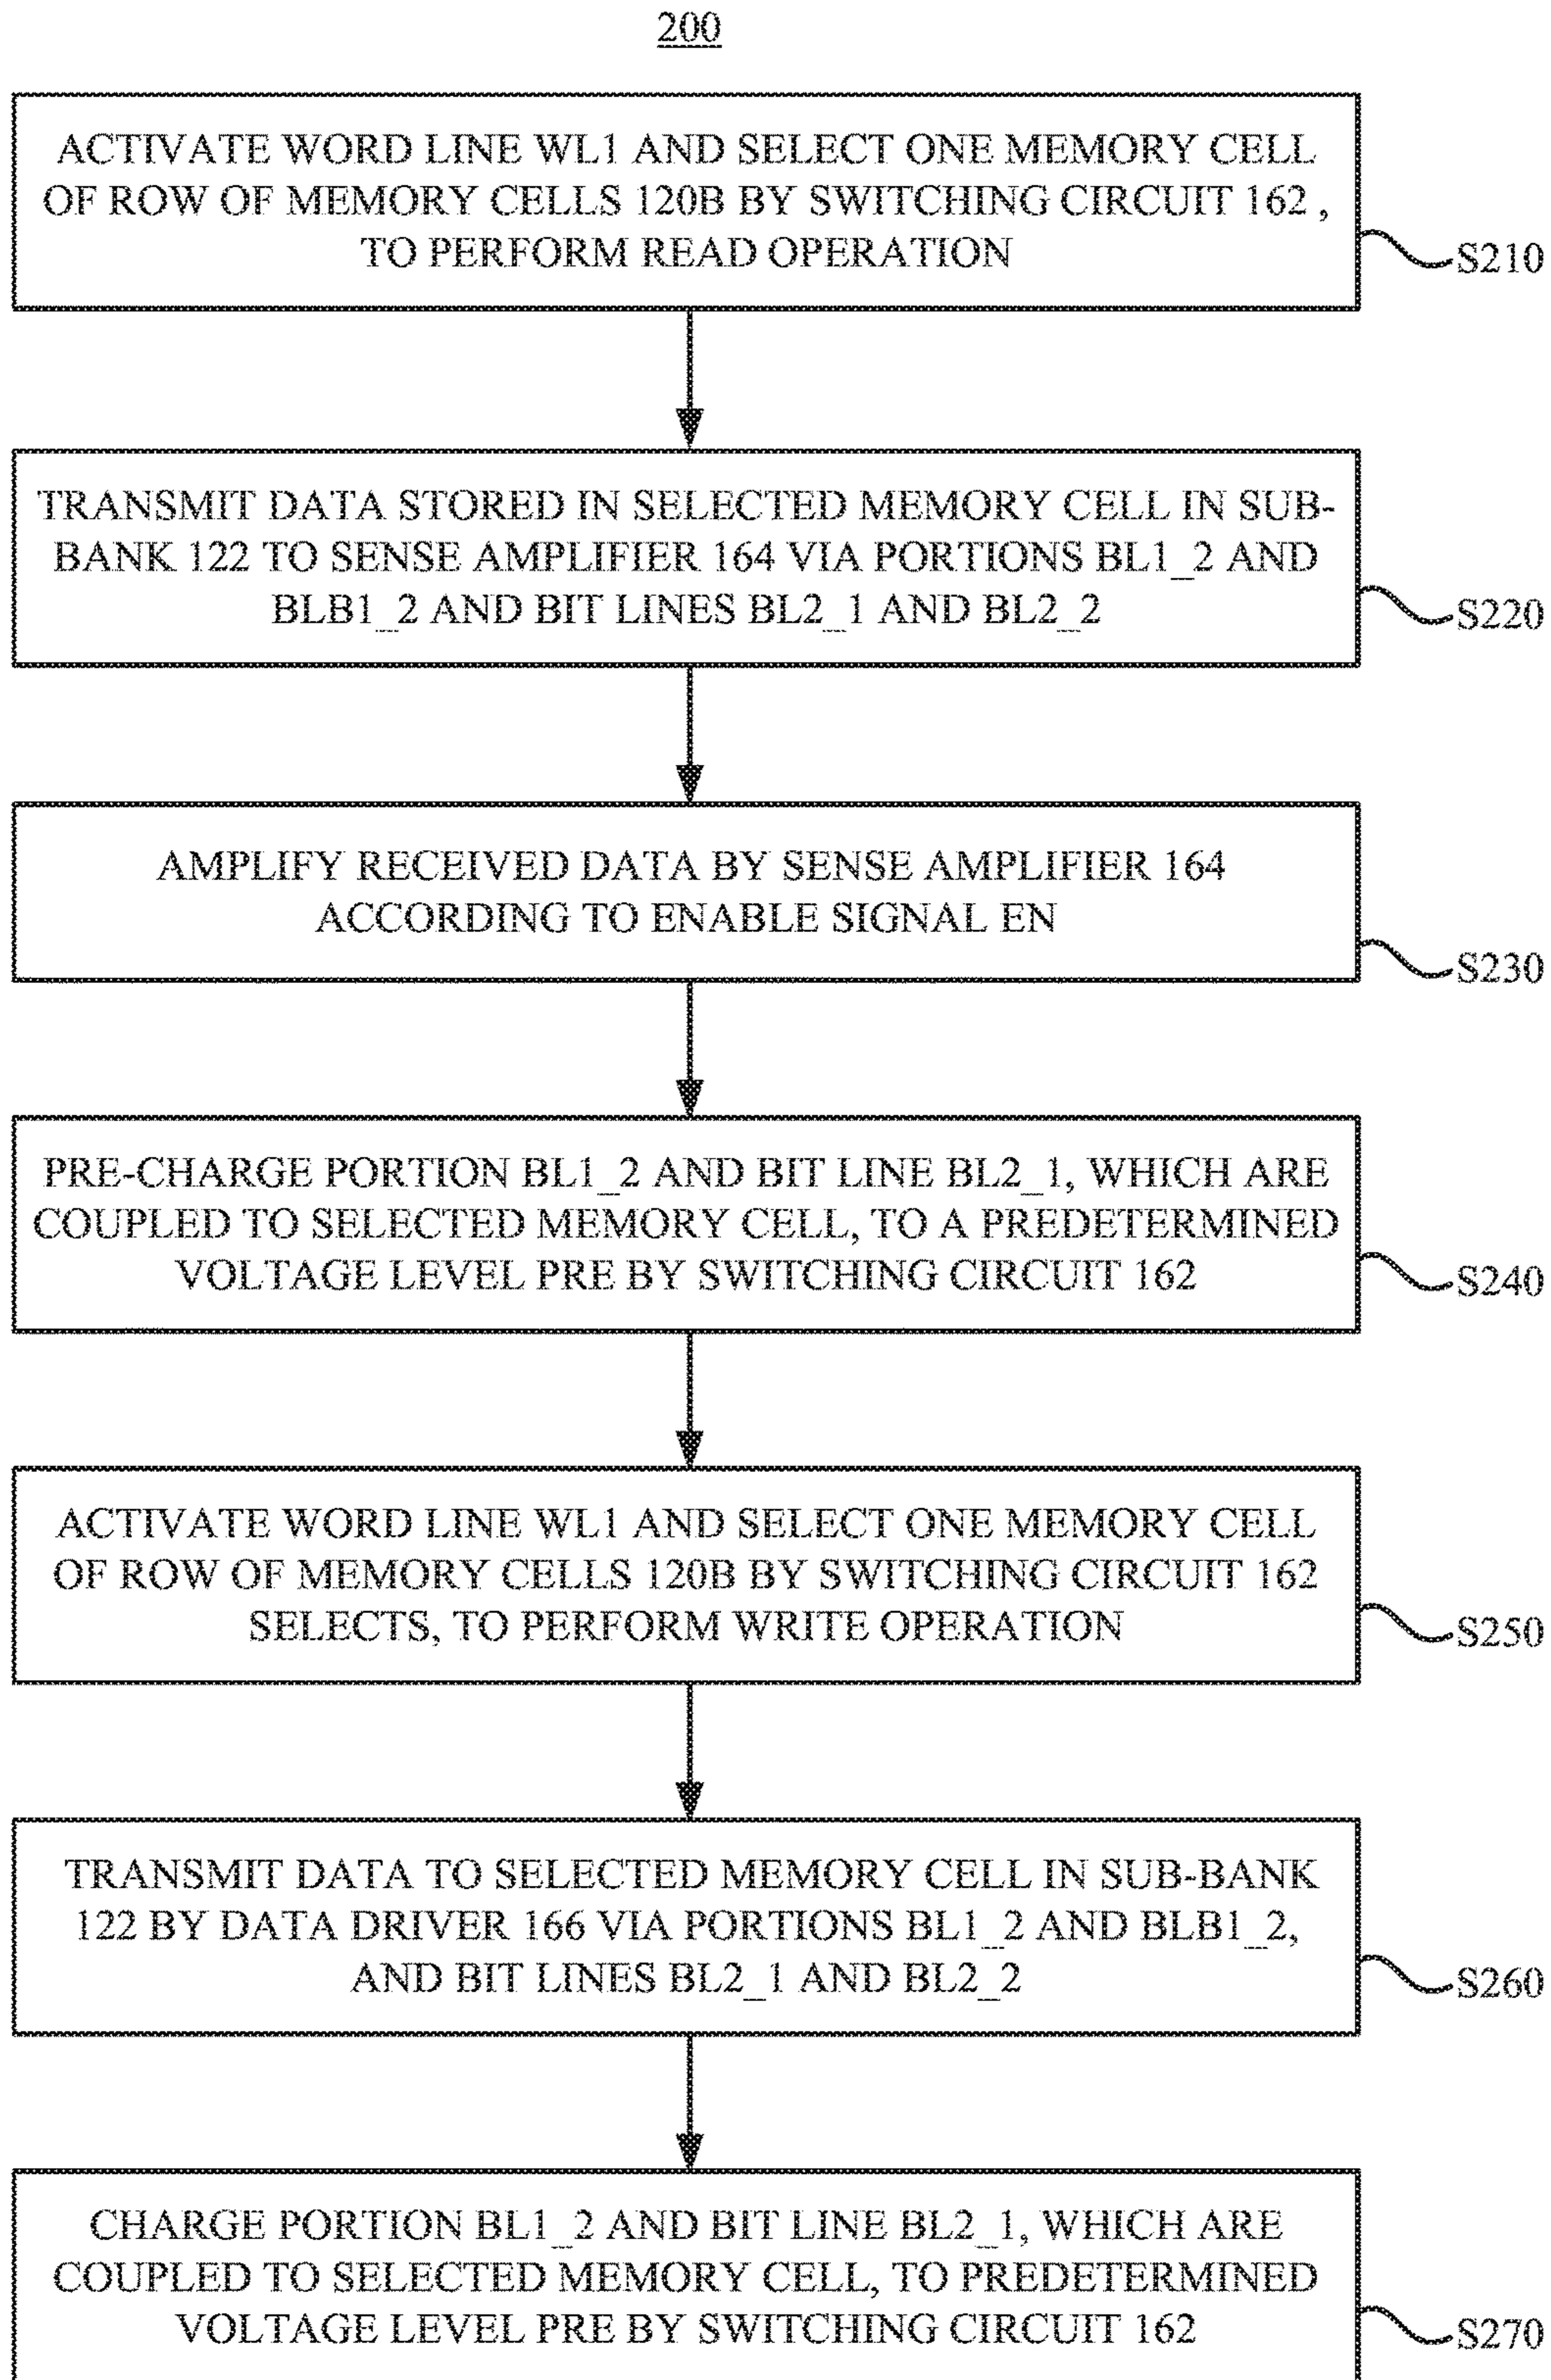 200
ACTIVATE WORD LINE WL1 AND SELECT ONE MEMORY CELL
OF ROW OF MEMORY CELLS 120B BY SWITCHING CIRCUIT 162 ,
TO PERFORM READ OPERATION
S210
TRANSMIT DATA STORED IN SELECTED MEMORY CELL IN SUB-
BANK 122 TO SENSE AMPLIFIER 164 VIA PORTIONS BL1_2 AND
BLB1_2 AND BIT LINES BL2_1 AND BL2_2
S220
AMPLIFY RECEIVED DATA BY SENSE AMPLIFIER 164
ACCORDING TO ENABLE SIGNAL EN
S230
PRE-CHARGE PORTION BL1_2 AND BIT LINE BL2_1, WHICH ARE
COUPLED TO SELECTED MEMORY CELL, TO A PREDETERMINED
VOLTAGE LEVEL PRE BY SWITCHING CIRCUIT 162
S240
ACTIVATE WORD LINE WL1 AND SELECT ONE MEMORY CELL
OF ROW OF MEMORY CELLS 120B BY SWITCHING CIRCUIT 162
SELECTS, TO PERFORM WRITE OPERATION
S250
TRANSMIT DATA TO SELECTED MEMORY CELL IN SUB-BANK
122 BY DATA DRIVER 166 VIA PORTIONS BL1_2 AND BLB1_2,
AND BIT LINES BL2_1 AND BL2_2
S260
CHARGE PORTION BL1_2 AND BIT LINE BL2_1, WHICH ARE
COUPLED TO SELECTED MEMORY CELL, TO PREDETERMINED
VOLTAGE LEVEL PRE BY SWITCHING CIRCUIT 162
S270